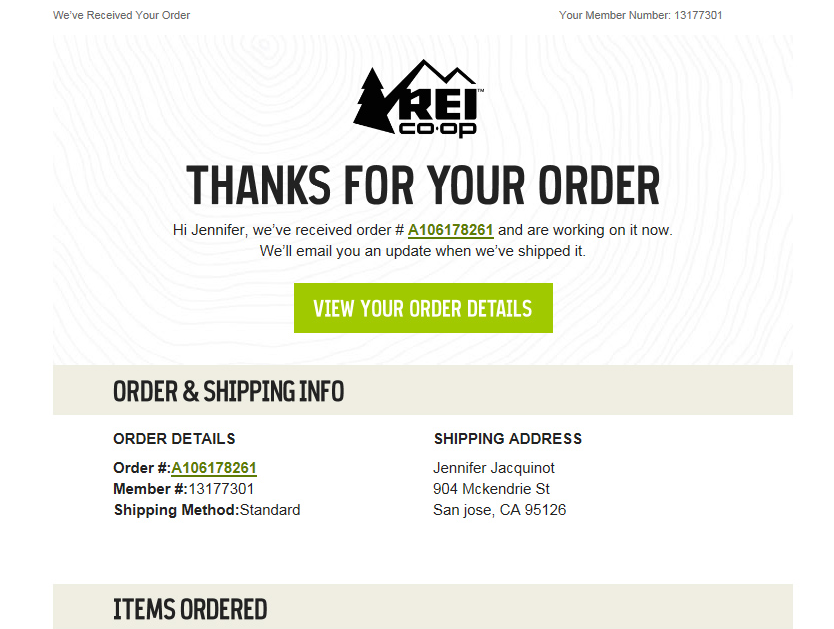 We've Received Your Order
Your Member Number: 13177301
REI™
co·op
THANKS FOR YOUR ORDER
Hi Jennifer, we've received order # A106178261 and are working on it now.
We'll email you an update when we've shipped it.
VIEW YOUR ORDER DETAILS
ORDER & SHIPPING INFO
ORDER DETAILS
Order #:A106178261
Member #:13177301
Shipping Method:Standard
SHIPPING ADDRESS
Jennifer Jacquinot
904 Mckendrie St
San jose, CA 95126
ITEMS ORDERED